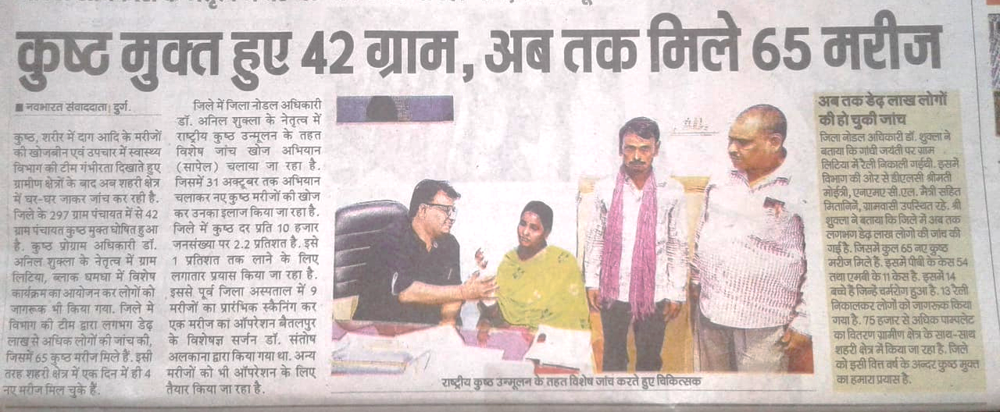 कुष्ठ मुक्त हुए 42 ग्राम, अब तक मिले 65 मरीज
■ नवभारत संवाददाता| दुर्ग.
कुष्ठ, शरीर में दाग आदि के मरीजों
की खोजबीन एवं उपचार में स्वास्थ्य
विभाग की टीम गंभीरता दिखाते हुए
ग्रामीण क्षेत्रों के बाद अब शहरी क्षेत्र
में घर-घर जाकर जांच कर रही है.
जिले के 297 ग्राम पंचायत में से 42
ग्राम पंचायत कुष्ठ मुक्त घोषित हुआ
है. कुष्ठ प्रोग्राम अधिकारी डॉ.
अनिल शुक्ला के नेतृत्व में ग्राम
लिटिया, ब्लाक धमधा में विशेष
कार्यक्रम का आयोजन कर लोगों को
जागरूक भी किया गया. जिले में
विभाग की टीम द्वारा लगभग डेढ़
लाख से अधिक लोगों की जांच की,
जिसमें 65 कुष्ठ मरीज मिले हैं. इसी
तरह शहरी क्षेत्र में एक दिन में ही 4
नए मरीज मिल चुके हैं.
जिले में जिला नोडल अधिकारी
डॉ. अनिल शुक्ला के नेतृत्व में
राष्ट्रीय कुष्ठ उन्मूलन के तहत
विशेष जांच खोज अभियान
(सापेल) चलाया जा रहा है.
जिसमें 31 अक्टूबर तक अभियान
चलाकर नए कुष्ठ मरीजों की खोज
कर उनका इलाज किया जा रहा है.
जिले में कुष्ठ दर प्रति 10 हजार
जनसंख्या पर 2.2 प्रतिशत है. इसे
1 प्रतिशत तक लाने के लिए
लगातार प्रयास किया जा रहा है.
इससे पूर्व जिला अस्पताल में 9
मरीजों का प्रारंभिक स्कैनिंग कर
एक मरीज का ऑपरेशन बैतलपुर
के विशेषज्ञ सर्जन डॉ. संतोष
अलकाना द्वारा किया गया था. अन्य
मरीजों को भी ऑपरेशन के लिए
तैयार किया जा रहा है.
राष्ट्रीय कुष्ठ उन्मूलन के तहत विशेष जांच करते हुए चिकित्सक
अब तक डेढ़ लाख लोगों
की हो चुकी जांच
जिला नोडल अधिकारी डॉ. शुक्ला ने
बताया कि गांधी जयंती पर ग्राम
लिटिया में रैली निकाली गई थी. इसमें
विभाग की ओर से डीएलसी श्रीमती
मोईत्री, एनएमए सी.एल. मैत्री सहित
मितानिनें, ग्रामवासी उपस्थित रहे. श्री
शुक्ला ने बताया कि जिले में अब तक
लगभंग डेढ़ लाख लोगो की जांच की
गई है. जिसमें कुल 65 नए कुष्ठ
मरीज मिले हैं. इसमें पीबी के केस 54
तथा एमबी के 11 केस है. इसमें 14
बच्चे है जिन्हें चर्मरोग हुआ है. 13 रैली
निकालकर लोगों को जागरूक किया
गया है. 75 हजार से अधिक पाम्पलेट
का वितरण ग्रामीण क्षेत्र के साथ-साथ
शहरी क्षेत्र में किया जा रहा है. जिले
को इसी वित्त वर्ष के अन्दर कुष्ठ मुक्त
का हमारा प्रयास है.